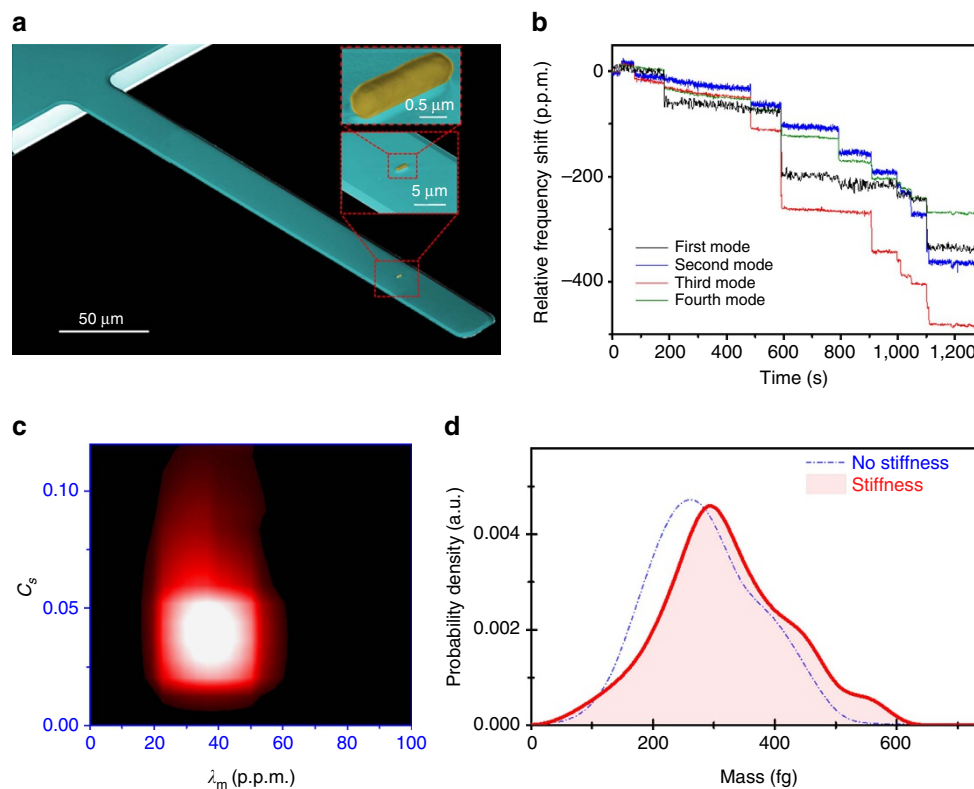 a
0.5 μm
5 μm
50 μm
b
Relative frequency shift (p.p.m.)
0
−200
−400
First mode
Second mode
Third mode
Fourth mode
0 200 400 600 800 1,000 1,200
Time (s)
c
C_s
0.10
0.05
0.00
0 20 40 60 80 100
λ_m (p.p.m.)
d
No stiffness
Stiffness
Probability density (a.u.)
0.004
0.002
0.000
0 200 400 600
Mass (fg)